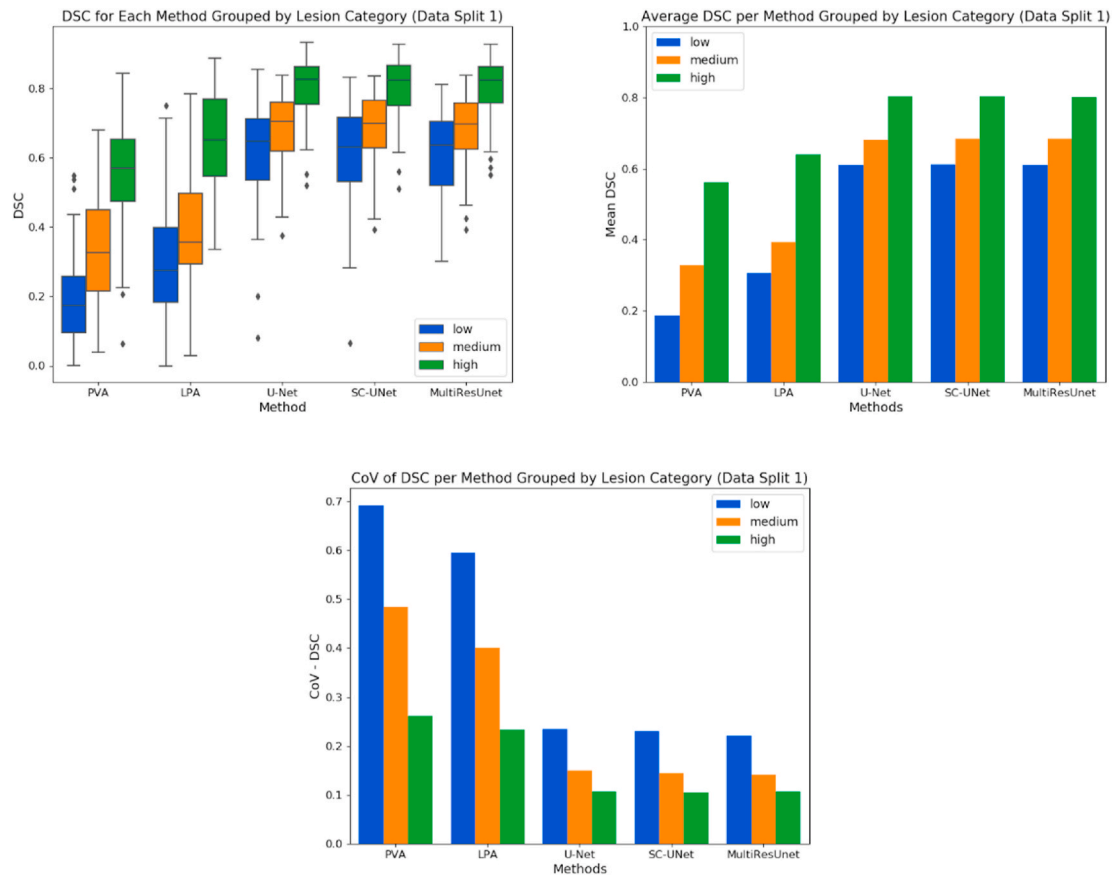 DSC for Each Method Grouped by Lesion Category (Data Split 1)
DSC
0.8
0.6
0.4
0.2
0.0
low
medium
high
PVA LPA U-Net SC-UNet MultiResUnet
Method
Average DSC per Method Grouped by Lesion Category (Data Split 1)
Mean DSC
1.0
0.8
0.6
0.4
0.2
0.0
low
medium
high
PVA LPA U-Net SC-UNet MultiResUnet
Methods
CoV of DSC per Method Grouped by Lesion Category (Data Split 1)
CoV - DSC
0.7
0.6
0.5
0.4
0.3
0.2
0.1
0.0
low
medium
high
PVA LPA U-Net SC-UNet MultiResUnet
Methods